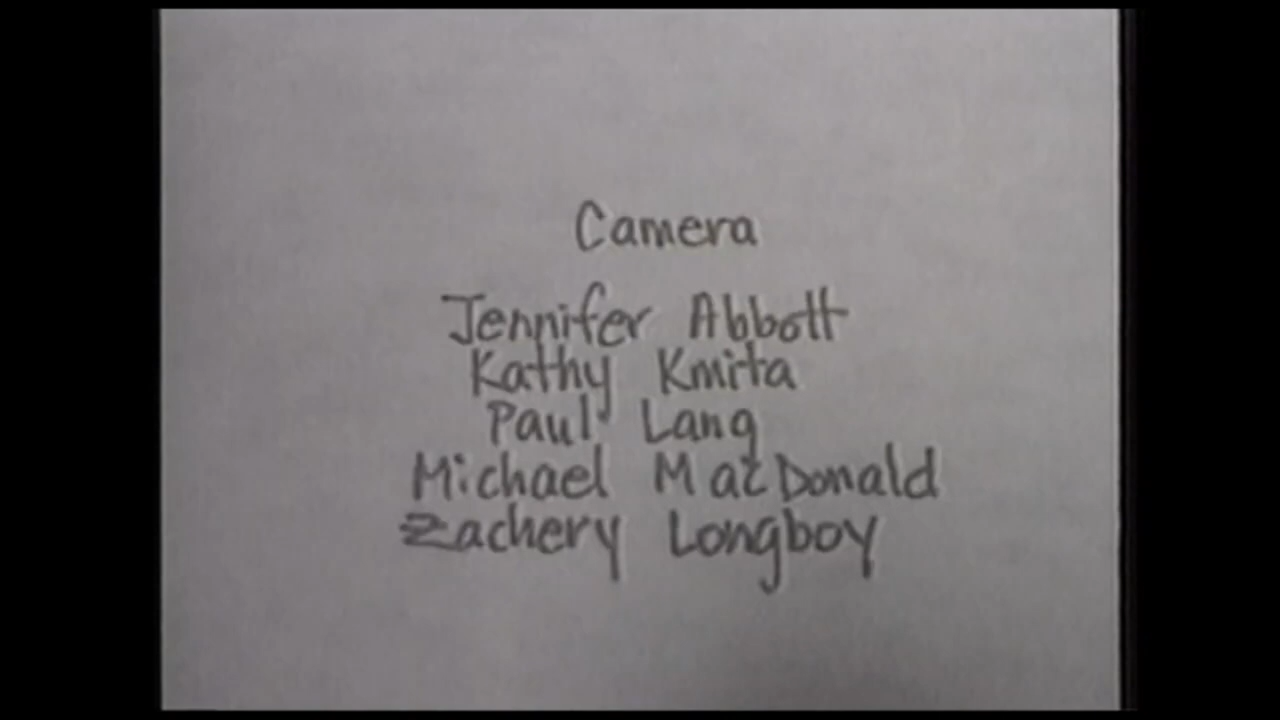 Camera
Jennifer Abbott
Kathy Kmita
Paul Lang
Michael MacDonald
Zachery Longboy